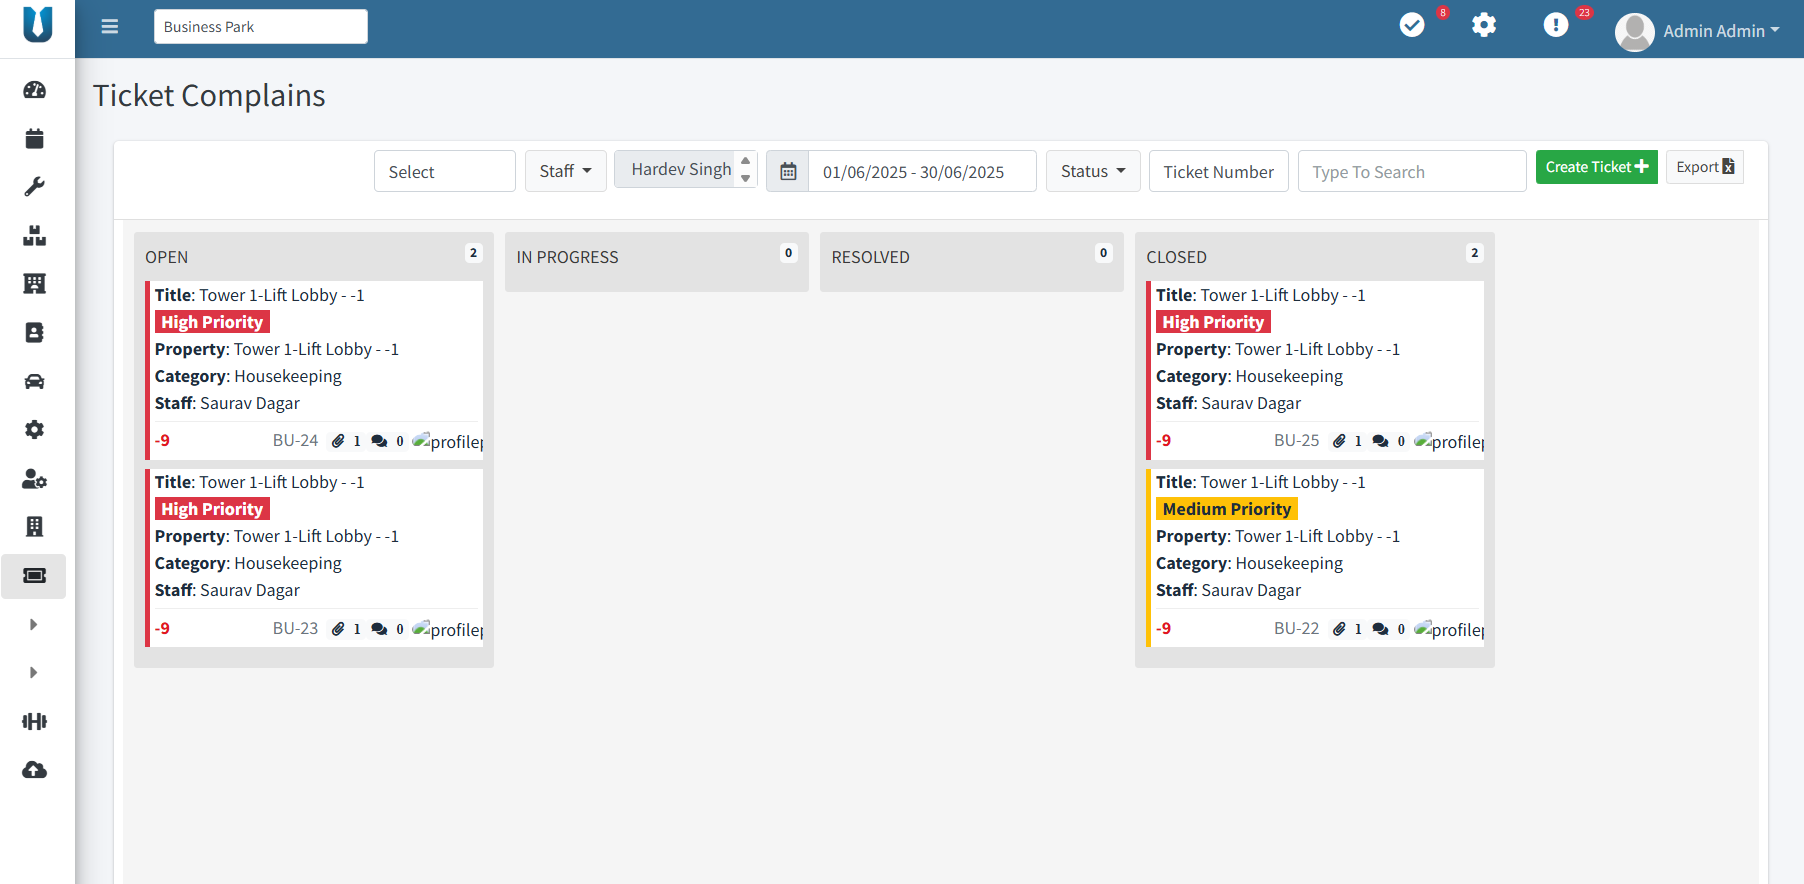 Business Park
8
23
Admin Admin
Ticket Complains
Select
Staff
Hardev Singh
01/06/2025 - 30/06/2025
Status
Ticket Number
Type To Search
Create Ticket
Export
OPEN 2
Title: Tower 1-Lift Lobby - -1
High Priority
Property: Tower 1-Lift Lobby - -1
Category: Housekeeping
Staff: Saurav Dagar
-9 BU-24 1 0 profilep
Title: Tower 1-Lift Lobby - -1
High Priority
Property: Tower 1-Lift Lobby - -1
Category: Housekeeping
Staff: Saurav Dagar
-9 BU-23 1 0 profilep
IN PROGRESS 0
RESOLVED 0
CLOSED 2
Title: Tower 1-Lift Lobby - -1
High Priority
Property: Tower 1-Lift Lobby - -1
Category: Housekeeping
Staff: Saurav Dagar
-9 BU-25 1 0 profilep
Title: Tower 1-Lift Lobby - -1
Medium Priority
Property: Tower 1-Lift Lobby - -1
Category: Housekeeping
Staff: Saurav Dagar
-9 BU-22 1 0 profilep